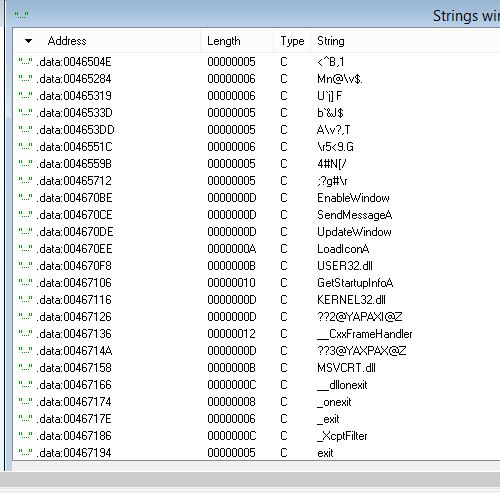 "..."
Strings win
Address Length Type String
"..." .data:0046504E 00000005 C <^B,1
"..." .data:00465284 00000006 C Mn@\v$.
"..." .data:00465319 00000006 C U`j] F
"..." .data:0046533D 00000005 C b`&J$
"..." .data:004653DD 00000005 C A\v?,T
"..." .data:0046551C 00000006 C \r5<9.G
"..." .data:0046559B 00000005 C 4#N[/
"..." .data:00465712 00000005 C ;?g#\r
"..." .data:004670BE 0000000D C EnableWindow
"..." .data:004670CE 0000000D C SendMessageA
"..." .data:004670DE 0000000D C UpdateWindow
"..." .data:004670EE 0000000A C LoadIconA
"..." .data:004670F8 0000000B C USER32.dll
"..." .data:00467106 00000010 C GetStartupInfoA
"..." .data:00467116 0000000D C KERNEL32.dll
"..." .data:00467126 0000000D C ??2@YAPAXI@Z
"..." .data:00467136 00000012 C __CxxFrameHandler
"..." .data:0046714A 0000000D C ??3@YAXPAX@Z
"..." .data:00467158 0000000B C MSVCRT.dll
"..." .data:00467166 0000000C C __dllonexit
"..." .data:00467174 00000008 C _onexit
"..." .data:0046717E 00000006 C _exit
"..." .data:00467186 0000000C C _XcptFilter
"..." .data:00467194 00000005 C exit